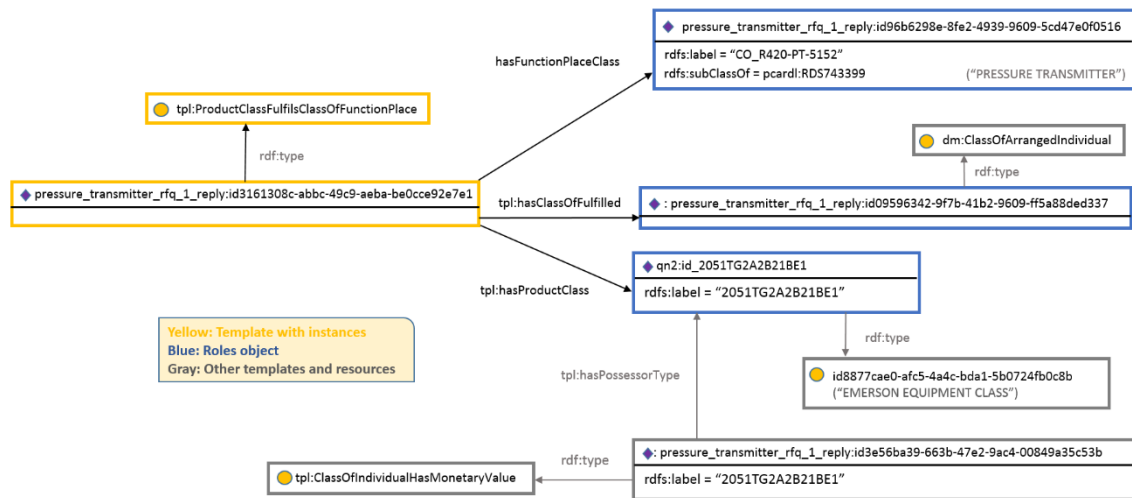 pressure_transmitter_rfq_1_reply:id96b6298e-8fe2-4939-9609-5cd47e0f0516
rdfs:label = “CO_R420-PT-5152”
rdfs:subClassOf = pcardl:RDS743399 (“PRESSURE TRANSMITTER”)
hasFunctionPlaceClass
tpl:ProductClassFulfilsClassOfFunctionPlace
dm:ClassOfArrangedIndividual
rdf:type
rdf:type
pressure_transmitter_rfq_1_reply:id3161308c-abbc-49c9-aeba-be0cce92e7e1
tpl:hasClassOfFulfilled
: pressure_transmitter_rfq_1_reply:id09596342-9f7b-41b2-9609-ff5a88ded337
qn2:id_2051TG2A2B21BE1
tpl:hasProductClass
rdfs:label = “2051TG2A2B21BE1”
Yellow: Template with instances
Blue: Roles object
Gray: Other templates and resources
rdf:type
tpl:hasPossessorType
id8877cae0-afc5-4a4c-bda1-5b0724fb0c8b
(“EMERSON EQUIPMENT CLASS”)
: pressure_transmitter_rfq_1_reply:id3e56ba39-663b-47e2-9ac4-00849a35c53b
rdf:type
tpl:ClassOfIndividualHasMonetaryValue
rdfs:label = “2051TG2A2B21BE1”